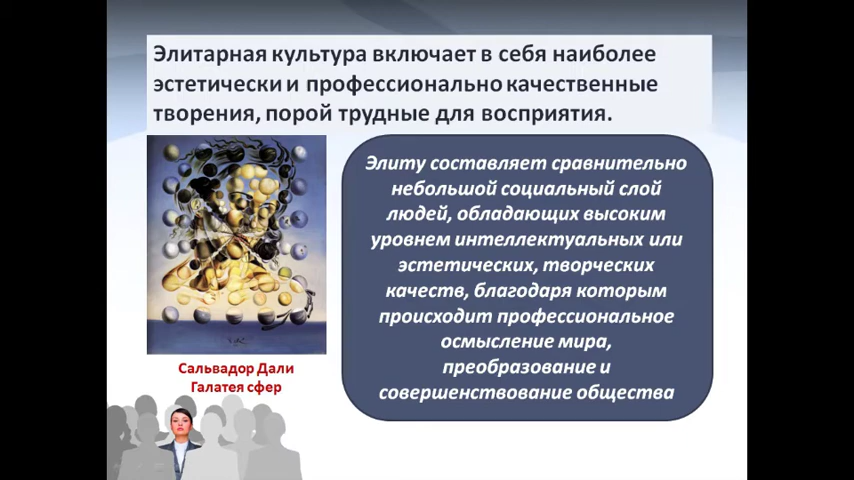 Элитарная культура включает в себя наиболее
эстетически и профессионально качественные
творения, порой трудные для восприятия.
Элиту составляет сравнительно
небольшой социальный слой
людей, обладающих высоким
уровнем интеллектуальных или
эстетических, творческих
качеств, благодаря которым
происходит профессиональное
осмысление мира,
преобразование и
совершенствование общества
Сальвадор Дали
Галатея сфер